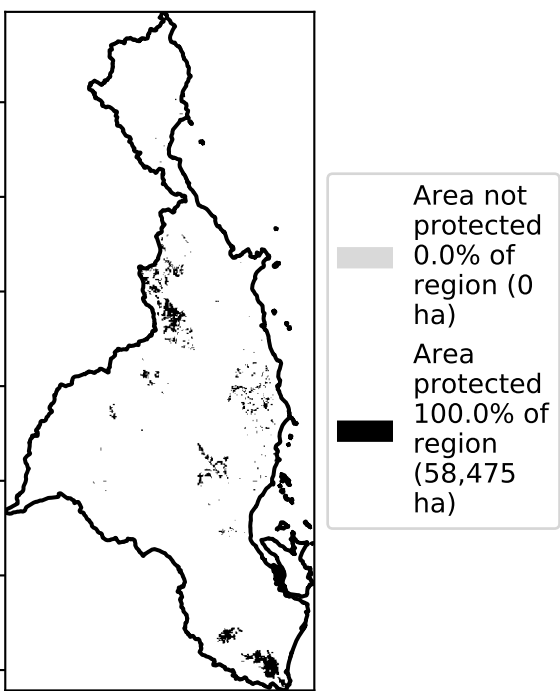 Area not
protected
0.0% of
region (0
ha)
Area
protected
100.0% of
region
(58,475
ha)